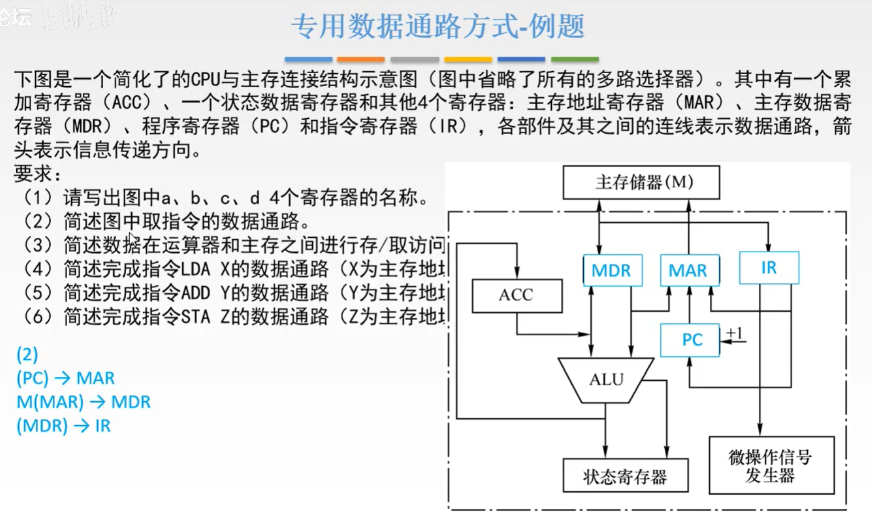 论坛
专用数据通路方式-例题
下图是一个简化了的CPU与主存连接结构示意图（图中省略了所有的多路选择器）。其中有一个累
加寄存器（ACC）、一个状态数据寄存器和其他4个寄存器：主存地址寄存器（MAR）、主存数据寄
存器（MDR）、程序寄存器（PC）和指令寄存器（IR），各部件及其之间的连线表示数据通路，箭
头表示信息传递方向。
要求：
（1）请写出图中a、b、c、d 4个寄存器的名称。
（2）简述图中取指令的数据通路。
（3）简述数据在运算器和主存之间进行存/取访问
（4）简述完成指令LDA X的数据通路（X为主存地
（5）简述完成指令ADD Y的数据通路（Y为主存地
（6）简述完成指令STA Z的数据通路（Z为主存地
(2)
(PC) → MAR
M(MAR) → MDR
(MDR) → IR
主存储器(M)
MDR
MAR
IR
ACC
PC
+1
ALU
状态寄存器
微操作信号
发生器